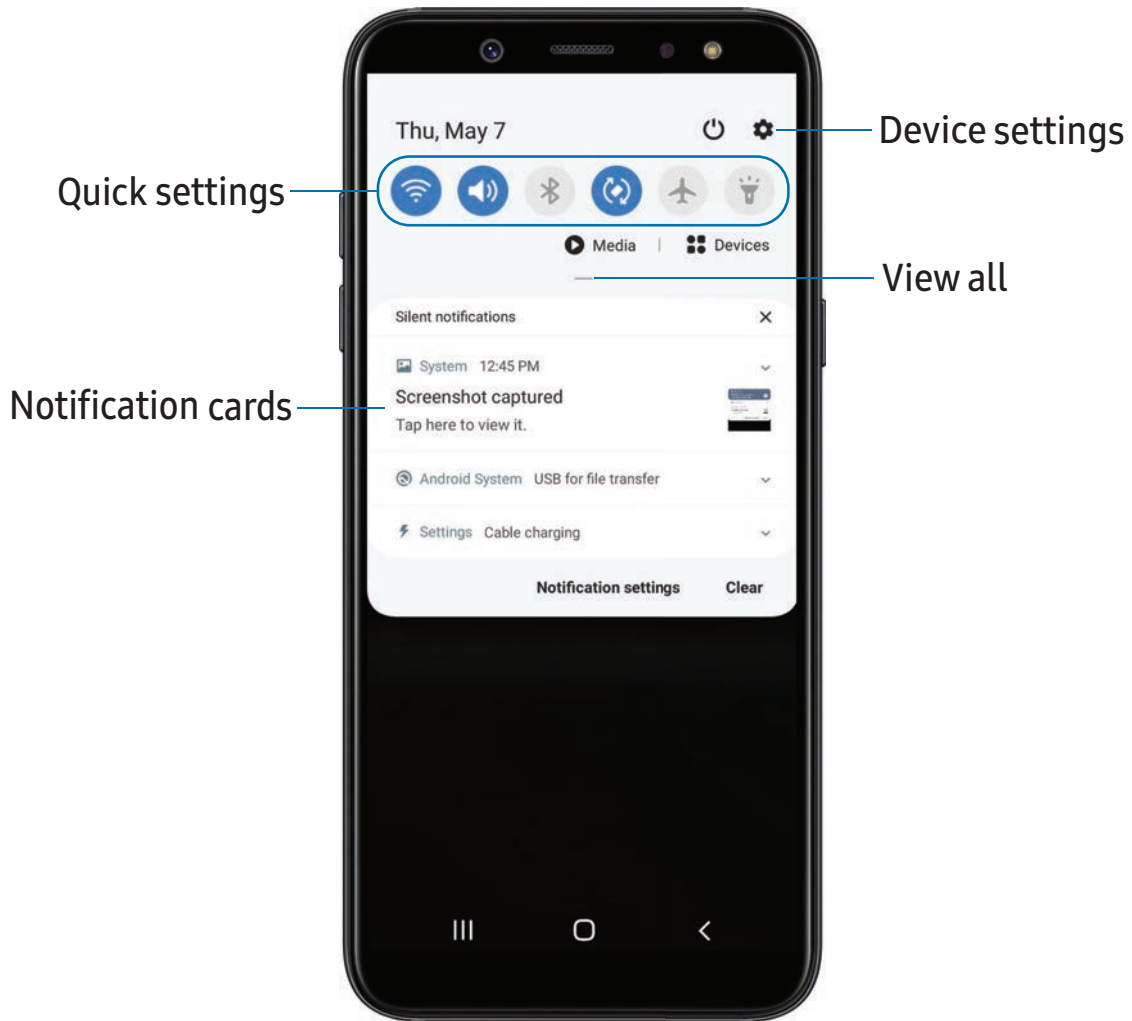 Thu, May 7
Device settings
Quick settings
Media | Devices
View all
Silent notifications
System 12:45 PM
Notification cards
Screenshot captured
Tap here to view it.
Android System USB for file transfer
Settings Cable charging
Notification settings Clear